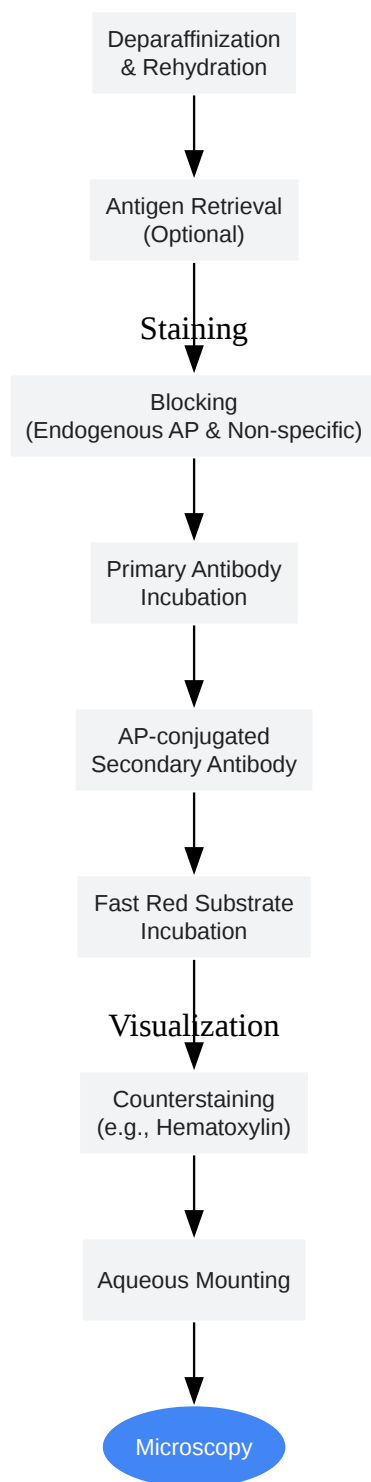 Deparaffinization
& Rehydration
Antigen Retrieval
(Optional)
Staining
Blocking
(Endogenous AP & Non-specific)
Primary Antibody
Incubation
AP-conjugated
Secondary Antibody
Fast Red Substrate
Incubation
Visualization
Counterstaining
(e.g., Hematoxylin)
Aqueous Mounting
Microscopy